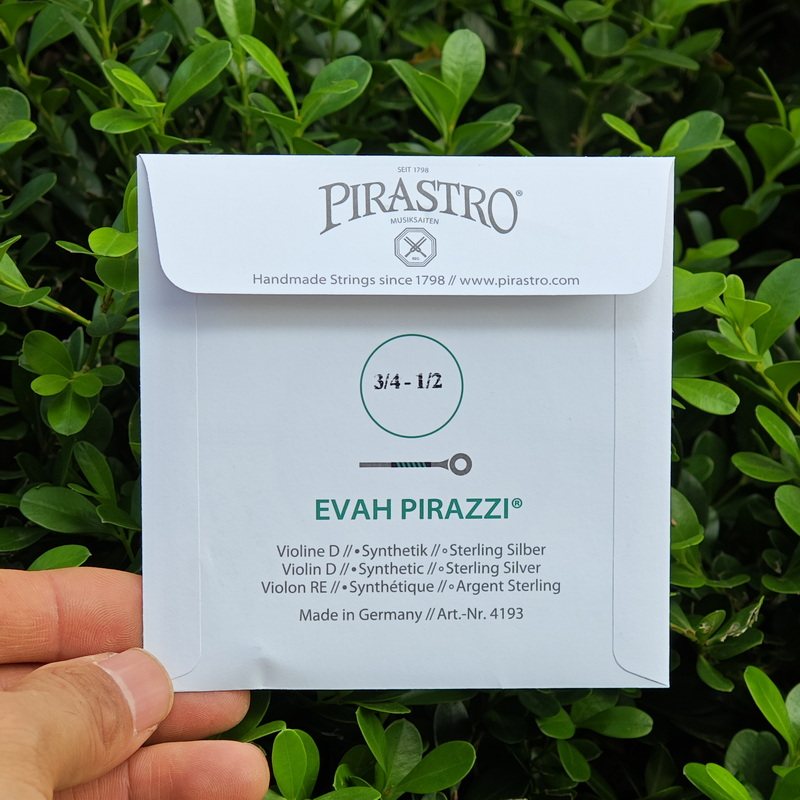 SEIT 1798
PIRASTRO®
MUSIKSAITEN
REG
Handmade Strings since 1798 // www.pirastro.com
3/4 - 1/2
EVAH PIRAZZI®
Violine D //•Synthetik //∘Sterling Silber
Violin D //•Synthetic //∘Sterling Silver
Violon RE //•Synthétique //∘Argent Sterling
Made in Germany // Art.-Nr. 4193